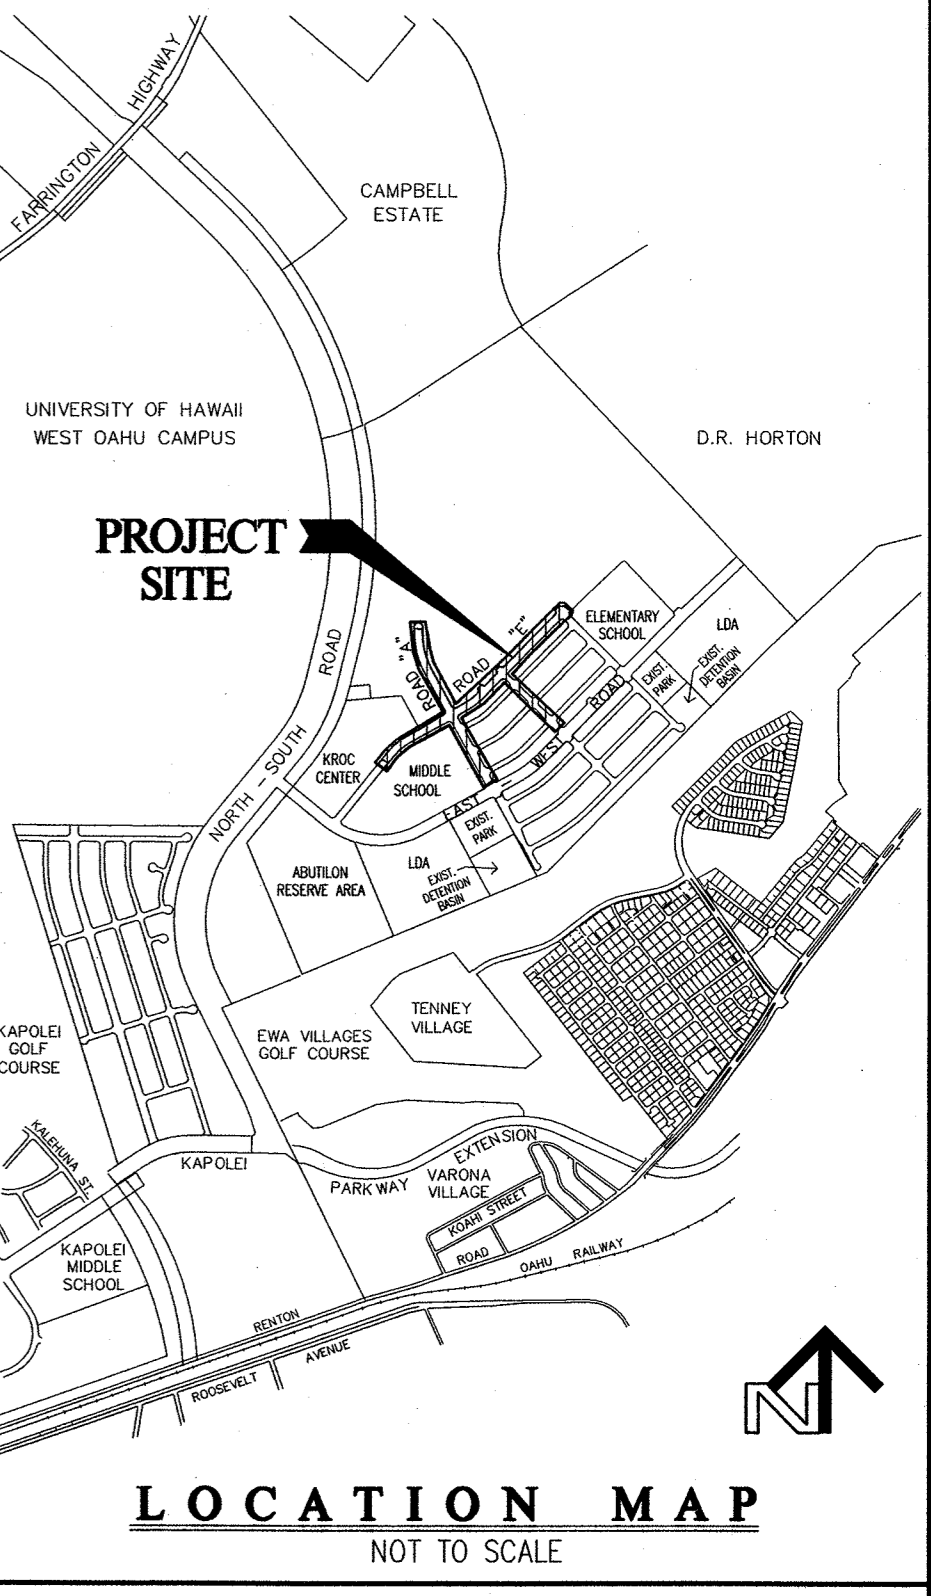 FARRINGTON HIGHWAY
CAMPBELL
ESTATE
UNIVERSITY OF HAWAII
WEST OAHU CAMPUS
D.R. HORTON
PROJECT
SITE
NORTH - SOUTH ROAD
ROAD "A"
ROAD "E"
ELEMENTARY
SCHOOL
LDA
EXIST.
PARK
EXIST.
DETENTION
BASIN
EAST WEST ROAD
KROC
CENTER
MIDDLE
SCHOOL
EXIST.
PARK
ABUTILON
RESERVE AREA
LDA
EXIST.
DETENTION
BASIN
KAPOLEI
GOLF
COURSE
EWA VILLAGES
GOLF COURSE
TENNEY
VILLAGE
KALEHUNA ST.
KAPOLEI PARKWAY EXTENSION
VARONA
VILLAGE
KOAHI STREET
KAPOLEI
MIDDLE
SCHOOL
RENTON ROAD
OAHU RAILWAY
ROOSEVELT AVENUE
N
LOCATION MAP
NOT TO SCALE